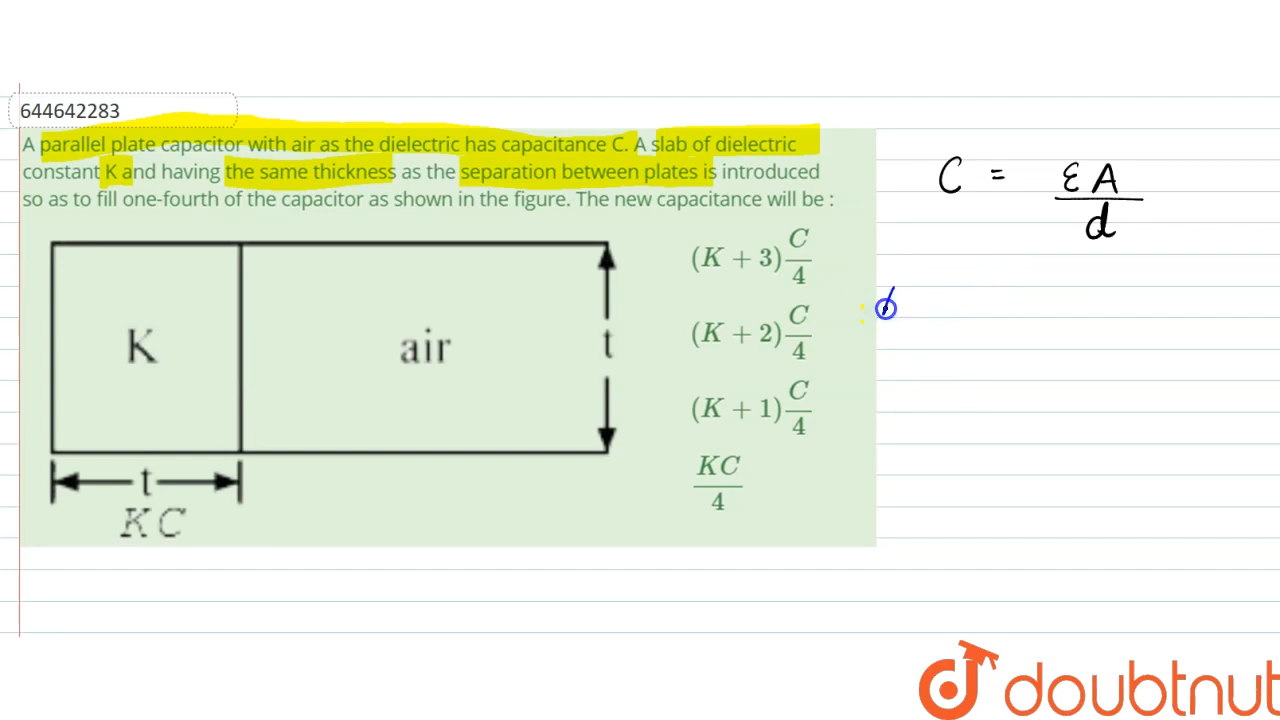 644642283
A parallel plate capacitor with air as the dielectric has capacitance C. A slab of dielectric
constant K and having the same thickness as the separation between plates is introduced
so as to fill one-fourth of the capacitor as shown in the figure. The new capacitance will be :
C = εA/d
(K + 3) C/4
(K + 2) C/4
(K + 1) C/4
KC/4
K
air
t
t
KC
doubtnut